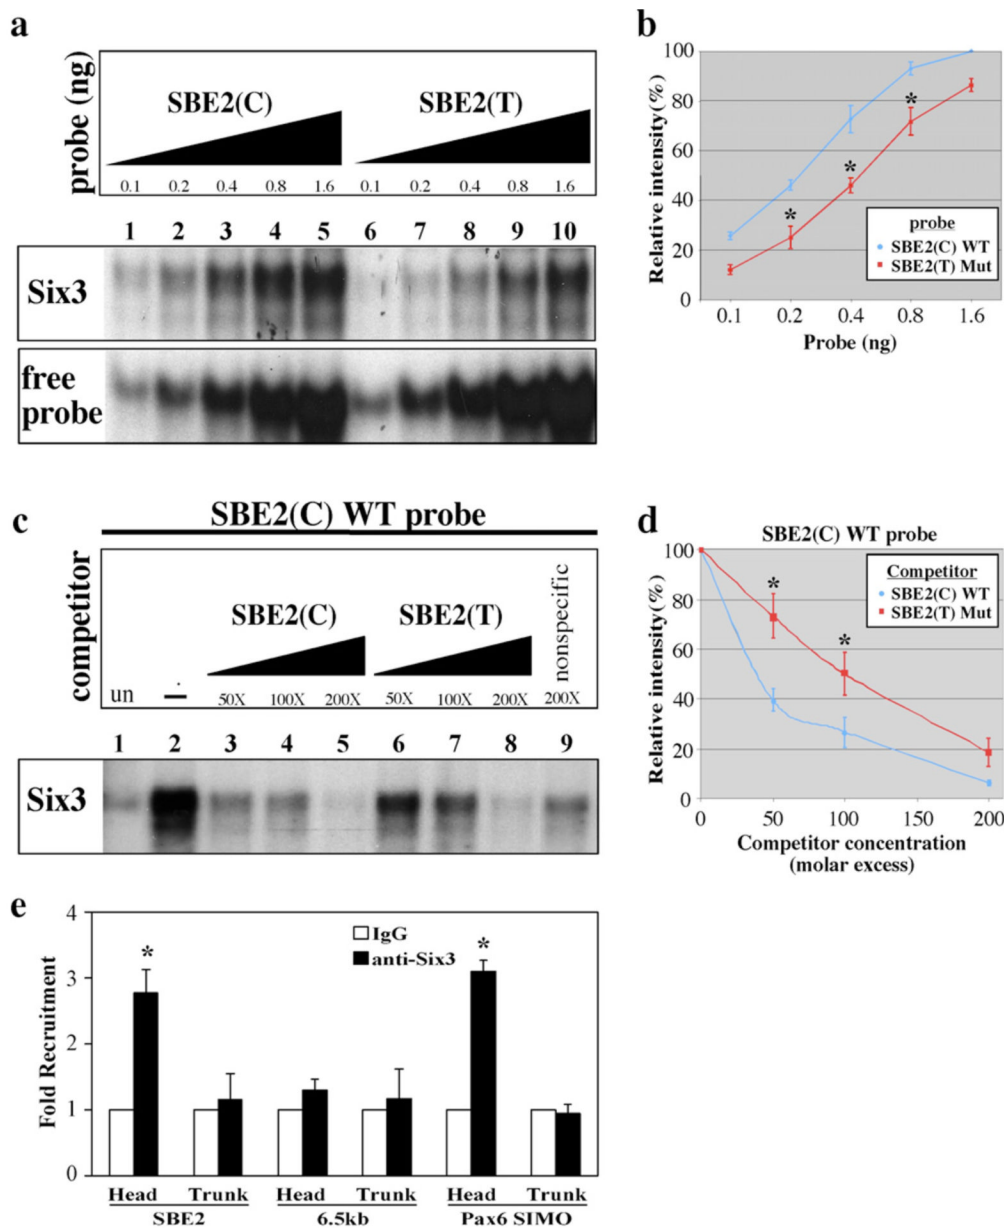 a
probe (ng)
SBE2(C) SBE2(T)
0.1 0.2 0.4 0.8 1.6 0.1 0.2 0.4 0.8 1.6
1 2 3 4 5 6 7 8 9 10
Six3
free
probe
b
Relative intensity(%)
100
80
60
40
20
0
* * *
probe
SBE2(C) WT
SBE2(T) Mut
0.1 0.2 0.4 0.8 1.6
Probe (ng)
c
SBE2(C) WT probe
competitor
un –
SBE2(C) SBE2(T)
nonspecific
50X 100X 200X 50X 100X 200X 200X
1 2 3 4 5 6 7 8 9
Six3
d
SBE2(C) WT probe
Relative intensity(%)
100
80
60
40
20
0
* *
Competitor
SBE2(C) WT
SBE2(T) Mut
0 50 100 150 200
Competitor concentration
(molar excess)
e
Fold Recruitment
4
3
2
1
0
* *
IgG
anti-Six3
Head Trunk Head Trunk Head Trunk
SBE2 6.5kb Pax6 SIMO